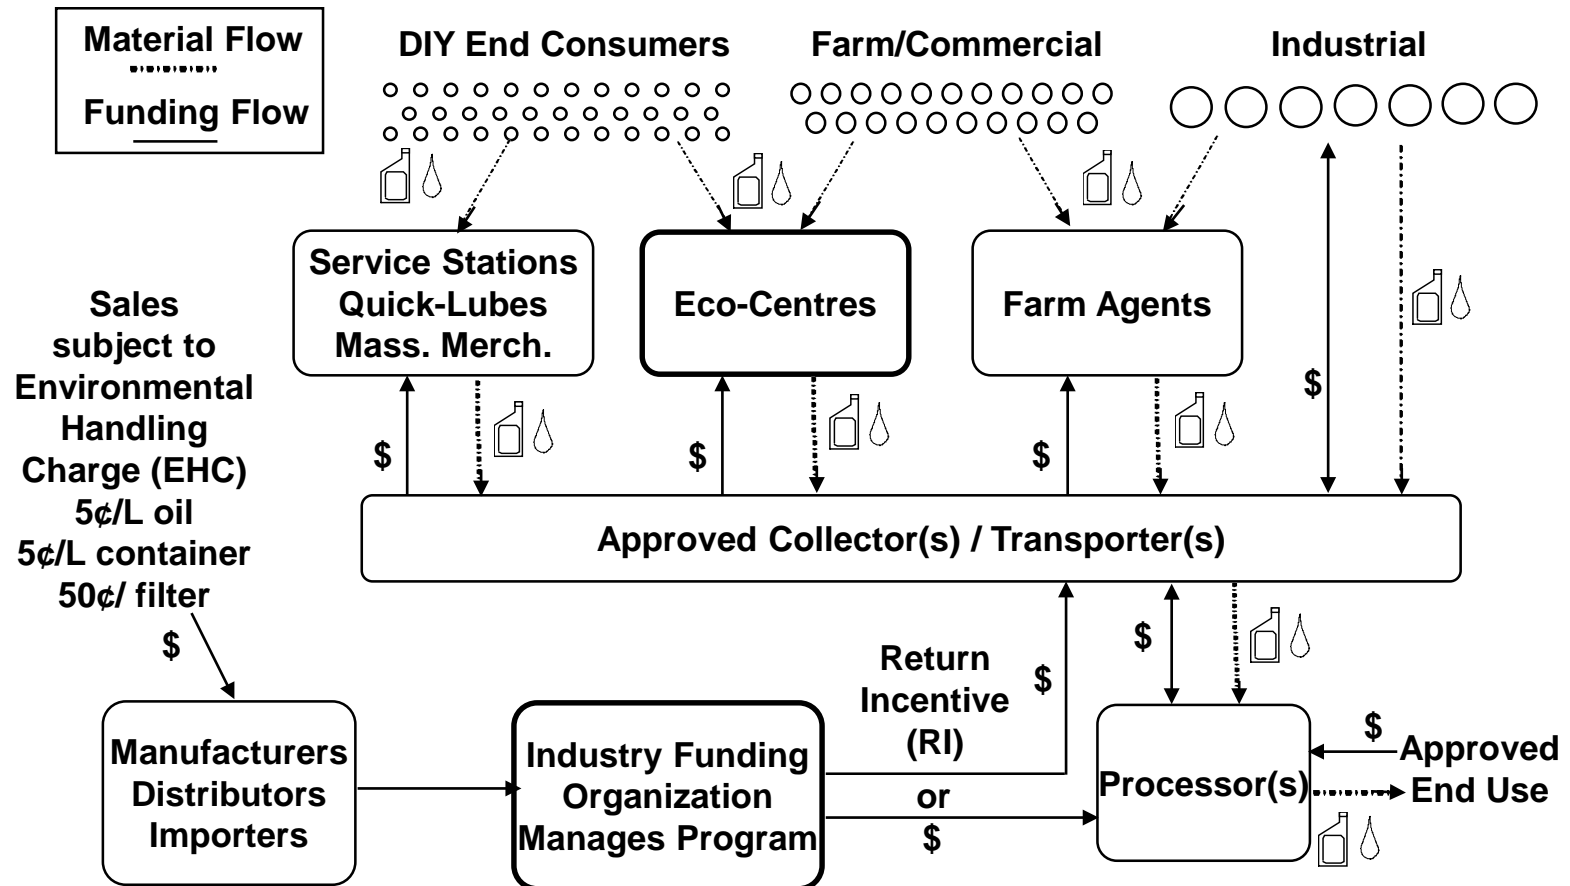 Material Flow
Funding Flow
DIY End Consumers
Farm/Commercial
Industrial
Service Stations
Quick-Lubes
Mass. Merch.
Eco-Centres
Farm Agents
Sales
subject to
Environmental
Handling
Charge (EHC)
5¢/L oil
5¢/L container
50¢/ filter
$
$
$
$
$
Approved Collector(s) / Transporter(s)
Return
Incentive
(RI)
$
$
Manufacturers
Distributors
Importers
Industry Funding
Organization
Manages Program
or
$
Processor(s)
$
Approved
End Use